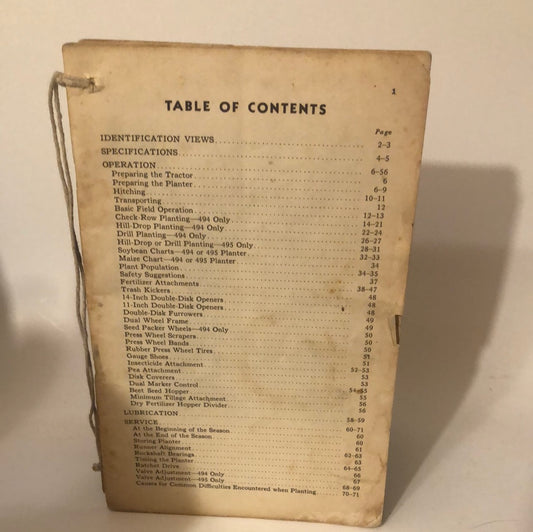 1
TABLE OF CONTENTS
Page
IDENTIFICATION VIEWS 2–3
SPECIFICATIONS 4–5
OPERATION 6–56
Preparing the Tractor 6
Preparing the Planter 6–9
Hitching 10–11
Transporting 12
Basic Field Operation 12–13
Check-Row Planting—494 Only 14–21
Hill-Drop Planting—494 Only 22–24
Drill Planting—494 Only 26–27
Hill-Drop or Drill Planting—495 Only 28–31
Soybean Charts—494 or 495 Planter 32–33
Maize Chart—494 or 495 Planter 34
Plant Population 34–35
Safety Suggestions 37
Fertilizer Attachments 38–47
Trash Kickers 48
14-Inch Double-Disk Openers 48
11-Inch Double-Disk Openers 48
Double-Disk Furrowers 49
Dual Wheel Frame 49
Seed Packer Wheels—494 Only 50
Press Wheel Scrapers 50
Press Wheel Bands 50
Rubber Press Wheel Tires 51
Gauge Shoes 51
Insecticide Attachment 52–53
Pea Attachment 53
Disk Coverers 53
Dual Marker Control 54–55
Beet Seed Hopper 55
Minimum Tillage Attachment 56
Dry Fertilizer Hopper Divider 56
LUBRICATION 58–59
SERVICE 60–71
At the Beginning of the Season 60
At the End of the Season 60
Storing Planter 61
Runner Alignment 62–63
Rockshaft Bearings 63
Timing the Planter 64–65
Ratchet Drive 66
Valve Adjustment—494 Only 67
Valve Adjustment—495 Only 68–69
Causes for Common Difficulties Encountered when Planting 70–71